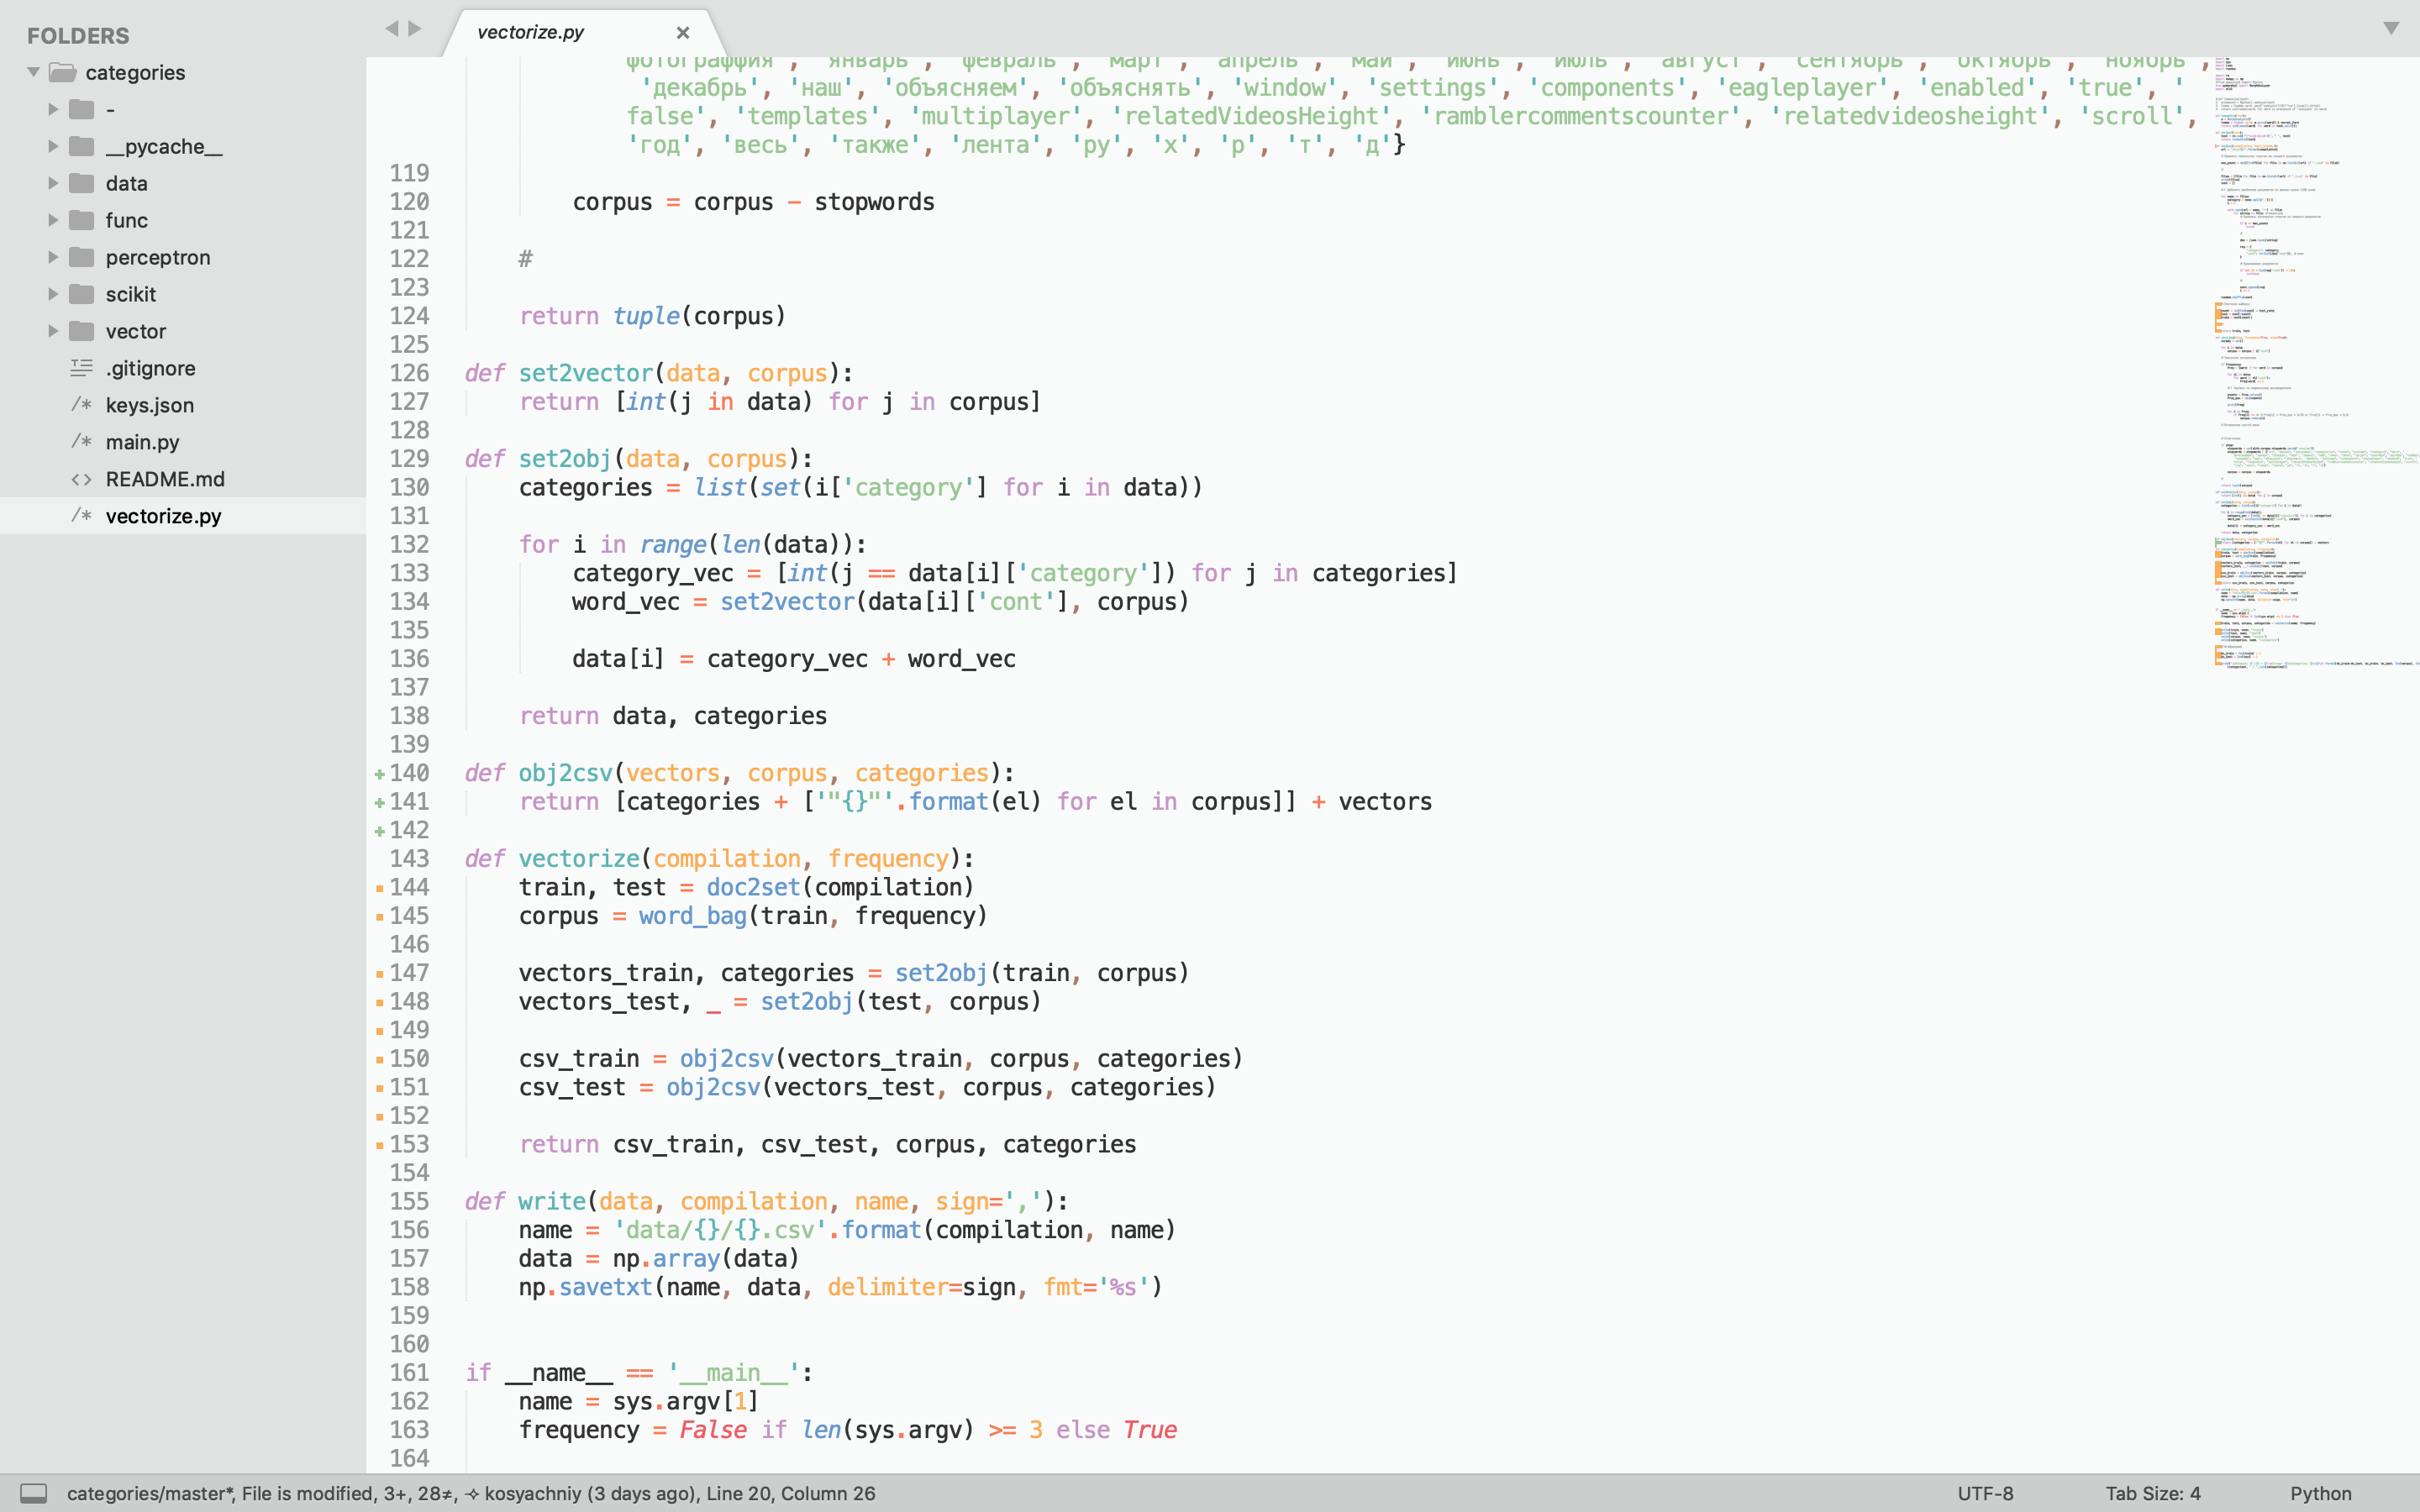 FOLDERS
categories
-
__pycache__
data
func
perceptron
scikit
vector
.gitignore
keys.json
main.py
README.md
vectorize.py
vectorize.py
фотограффия', 'январь', 'февраль', 'март', 'апрель', 'май', 'июнь', 'июль', 'август', 'сентябрь', 'октябрь', 'ноябрь',
'декабрь', 'наш', 'объясняем', 'объяснять', 'window', 'settings', 'components', 'eagleplayer', 'enabled', 'true', '
false', 'templates', 'multiplayer', 'relatedVideosHeight', 'ramblercommentscounter', 'relatedvideosheight', 'scroll',
'год', 'весь', 'также', 'лента', 'ру', 'х', 'р', 'т', 'д'}
119
120 corpus = corpus - stopwords
121
122 #
123
124 return tuple(corpus)
125
126 def set2vector(data, corpus):
127 return [int(j in data) for j in corpus]
128
129 def set2obj(data, corpus):
130 categories = list(set(i['category'] for i in data))
131
132 for i in range(len(data)):
133 category_vec = [int(j == data[i]['category']) for j in categories]
134 word_vec = set2vector(data[i]['cont'], corpus)
135
136 data[i] = category_vec + word_vec
137
138 return data, categories
139
140 def obj2csv(vectors, corpus, categories):
141 return [categories + ['"{}"'.format(el) for el in corpus]] + vectors
142
143 def vectorize(compilation, frequency):
144 train, test = doc2set(compilation)
145 corpus = word_bag(train, frequency)
146
147 vectors_train, categories = set2obj(train, corpus)
148 vectors_test, _ = set2obj(test, corpus)
149
150 csv_train = obj2csv(vectors_train, corpus, categories)
151 csv_test = obj2csv(vectors_test, corpus, categories)
152
153 return csv_train, csv_test, corpus, categories
154
155 def write(data, compilation, name, sign=','):
156 name = 'data/{}/{}.csv'.format(compilation, name)
157 data = np.array(data)
158 np.savetxt(name, data, delimiter=sign, fmt='%s')
159
160
161 if __name__ == '__main__':
162 name = sys.argv[1]
163 frequency = False if len(sys.argv) >= 3 else True
164
categories/master*, File is modified, 3+, 28≠, kosyachniy (3 days ago), Line 20, Column 26
UTF-8
Tab Size: 4
Python